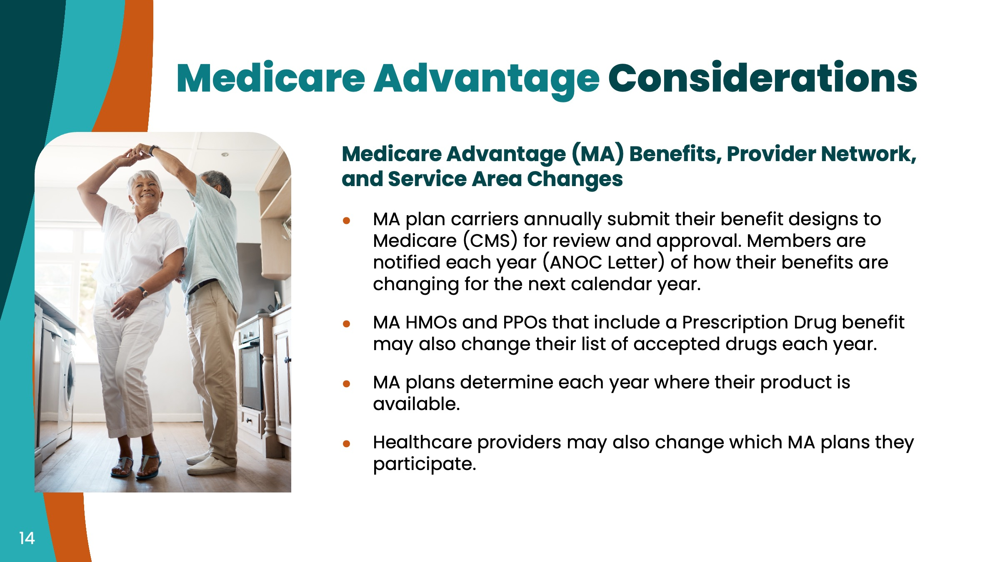 Medicare Advantage Considerations
Medicare Advantage (MA) Benefits, Provider Network,
and Service Area Changes
• MA plan carriers annually submit their benefit designs to
Medicare (CMS) for review and approval. Members are
notified each year (ANOC Letter) of how their benefits are
changing for the next calendar year.
• MA HMOs and PPOs that include a Prescription Drug benefit
may also change their list of accepted drugs each year.
• MA plans determine each year where their product is
available.
• Healthcare providers may also change which MA plans they
participate.
14